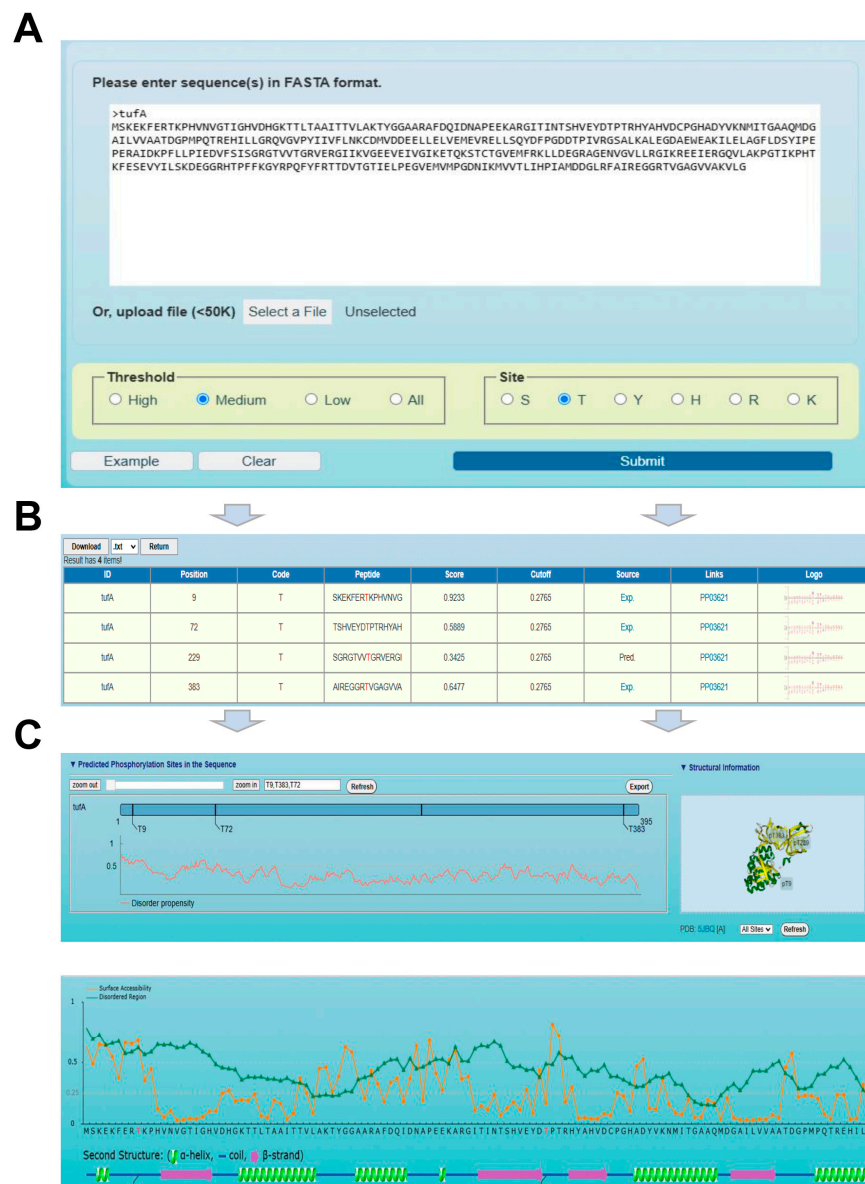 A
Please enter sequence(s) in FASTA format.
>tufA
MSKEKFERTKPHVNVGTIGHVDHGKTTLTAAITTVLAKTYGGAARAFDQIDNAPEEKARGITINTSHVEYDTPTRHYAHVDCPGHADYVKNMITGAAQMDG
AILVVAATDGPMPQTREHILLGRQVGVPYIIVFLNKCDMVDDEELLELVEMEVRELLSQYDFPGDDTPIVRGSALKALEGDAEWEAKILELAGFLDSYIPE
PERAIDKPFLLPIEDVFSISGRGTVVTGRVERGIIKVGEEVEIVGIKETQKSTCTGVEMFRKLLDEGRAGENVGVLLRGIKREEIERGQVLAKPGTIKPHT
KFESEVYILSKDEGGRHTPFFKGYRPQFYFRTTDVTGTIELPEGVEMVMPGDNIKMVVTLIHPIAMDDGLRFAIREGGRTVGAGVVAKVLG
Or, upload file (<50K) Select a File Unselected
Threshold Site
High Medium Low All S T Y H R K
Example Clear Submit
B
Download .txt Return
Result has 4 items!
ID Position Code Peptide Score Cutoff Source Links Logo
tufA 9 T SKEKFERTKPHVNVG 0.9233 0.2765 Exp. PP03621
tufA 72 T TSHVEYDTPTRHYAH 0.5889 0.2765 Exp. PP03621
tufA 229 T SGRGTVVTGRVERGI 0.3425 0.2765 Pred. PP03621
tufA 383 T AIREGGRTVGAGVVA 0.6477 0.2765 Exp. PP03621
C
▼ Predicted Phosphorylation Sites in the Sequence ▼ Structural Information
zoom out zoom in T9,T383,T72 Refresh Export
tufA
1 T9 T72 T383 395
1
0.5
Disorder propensity
pT9
PDB: 5JBQ [A] All Sites Refresh
Surface Accessibility
Disordered Region
1
0.5
0.25
0
MSKEKFERTKPHVNVGTIGHVDHGKTTLTAAITTVLAKTYGGAARAFDQIDNAPEEKARGITINTSHVEYDTPTRHYAHVDCPGHADYVKNMITGAAQMDGAILVVAATDGPMPQTREHIL
Second Structure: ( α-helix, coil, β-strand)